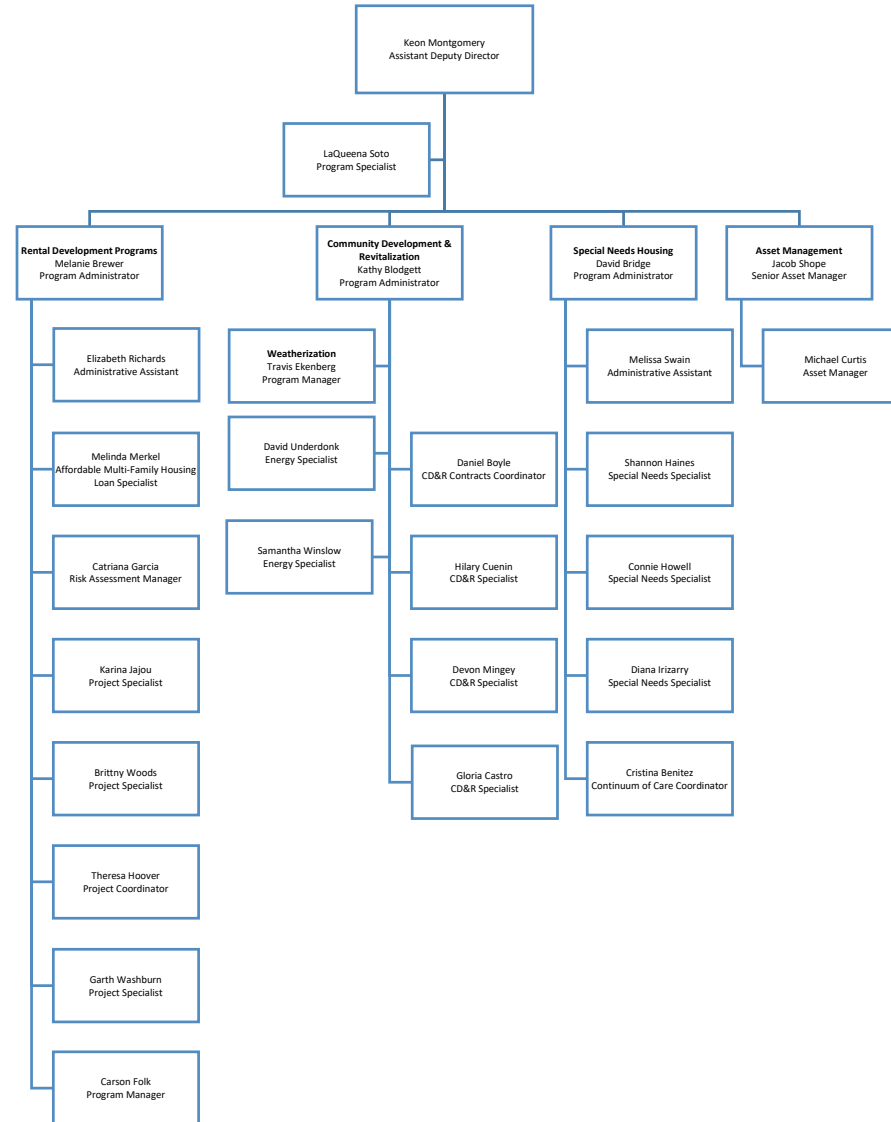 Keon Montgomery
Assistant Deputy Director
LaQueena Soto
Program Specialist
Rental Development Programs
Melanie Brewer
Program Administrator
Community Development &
Revitalization
Kathy Blodgett
Program Administrator
Special Needs Housing
David Bridge
Program Administrator
Asset Management
Jacob Shope
Senior Asset Manager
Elizabeth Richards
Administrative Assistant
Melinda Merkel
Affordable Multi-Family Housing
Loan Specialist
Catriana Garcia
Risk Assessment Manager
Karina Jajou
Project Specialist
Brittny Woods
Project Specialist
Theresa Hoover
Project Coordinator
Garth Washburn
Project Specialist
Carson Folk
Program Manager
Weatherization
Travis Ekenberg
Program Manager
David Underdonk
Energy Specialist
Samantha Winslow
Energy Specialist
Daniel Boyle
CD&R Contracts Coordinator
Hilary Cuenin
CD&R Specialist
Devon Mingey
CD&R Specialist
Gloria Castro
CD&R Specialist
Melissa Swain
Administrative Assistant
Shannon Haines
Special Needs Specialist
Connie Howell
Special Needs Specialist
Diana Irizarry
Special Needs Specialist
Cristina Benitez
Continuum of Care Coordinator
Michael Curtis
Asset Manager